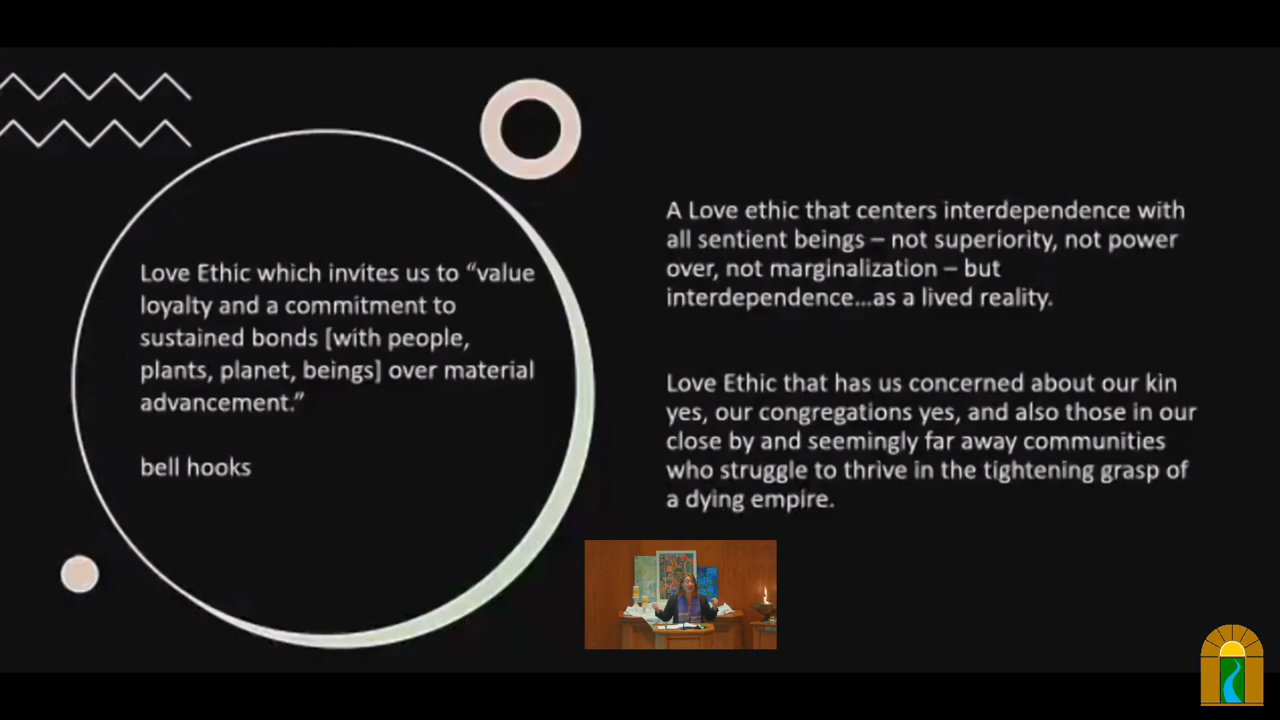 Love Ethic which invites us to “value
loyalty and a commitment to
sustained bonds [with people,
plants, planet, beings] over material
advancement.”
bell hooks
A Love ethic that centers interdependence with
all sentient beings – not superiority, not power
over, not marginalization – but
interdependence...as a lived reality.
Love Ethic that has us concerned about our kin
yes, our congregations yes, and also those in our
close by and seemingly far away communities
who struggle to thrive in the tightening grasp of
a dying empire.